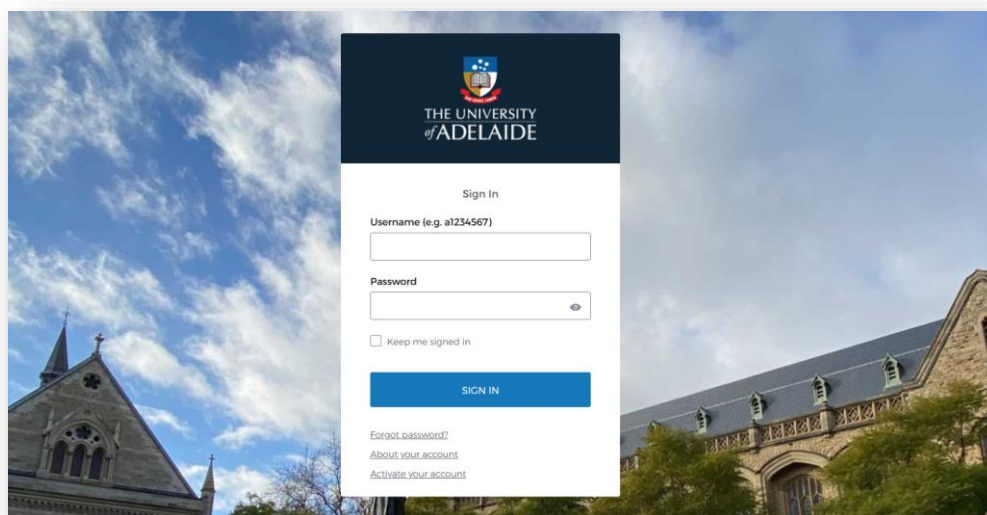 THE UNIVERSITY
of ADELAIDE
Sign In
Username (e.g. a1234567)
Password
Keep me signed in
SIGN IN
Forgot password?
About your account
Activate your account